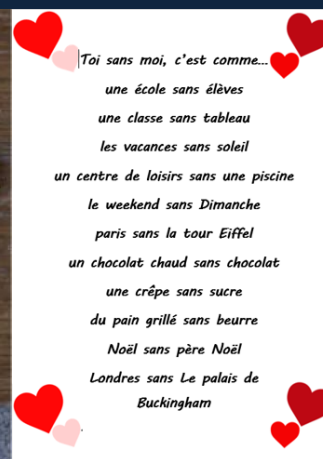 Toi sans moi, c'est comme...
une école sans élèves
une classe sans tableau
les vacances sans soleil
un centre de loisirs sans une piscine
le weekend sans Dimanche
paris sans la tour Eiffel
un chocolat chaud sans chocolat
une crêpe sans sucre
du pain grillé sans beurre
Noël sans père Noël
Londres sans Le palais de
Buckingham
.